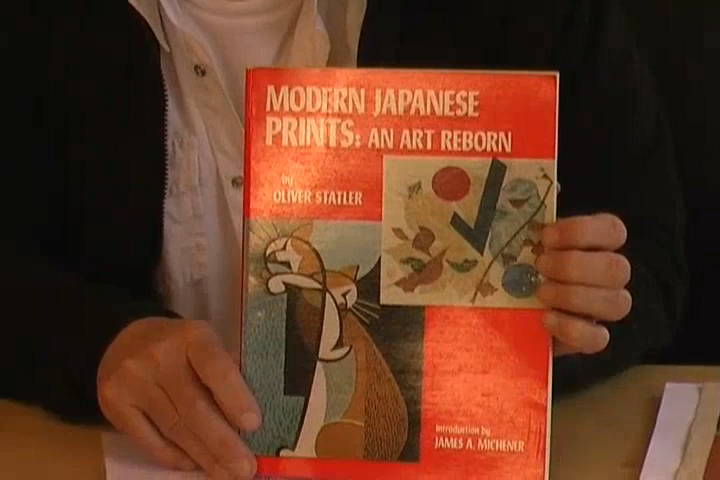 MODERN JAPANESE
PRINTS: AN ART REBORN
by
OLIVER STATLER
introduction by
JAMES A. MICHENER